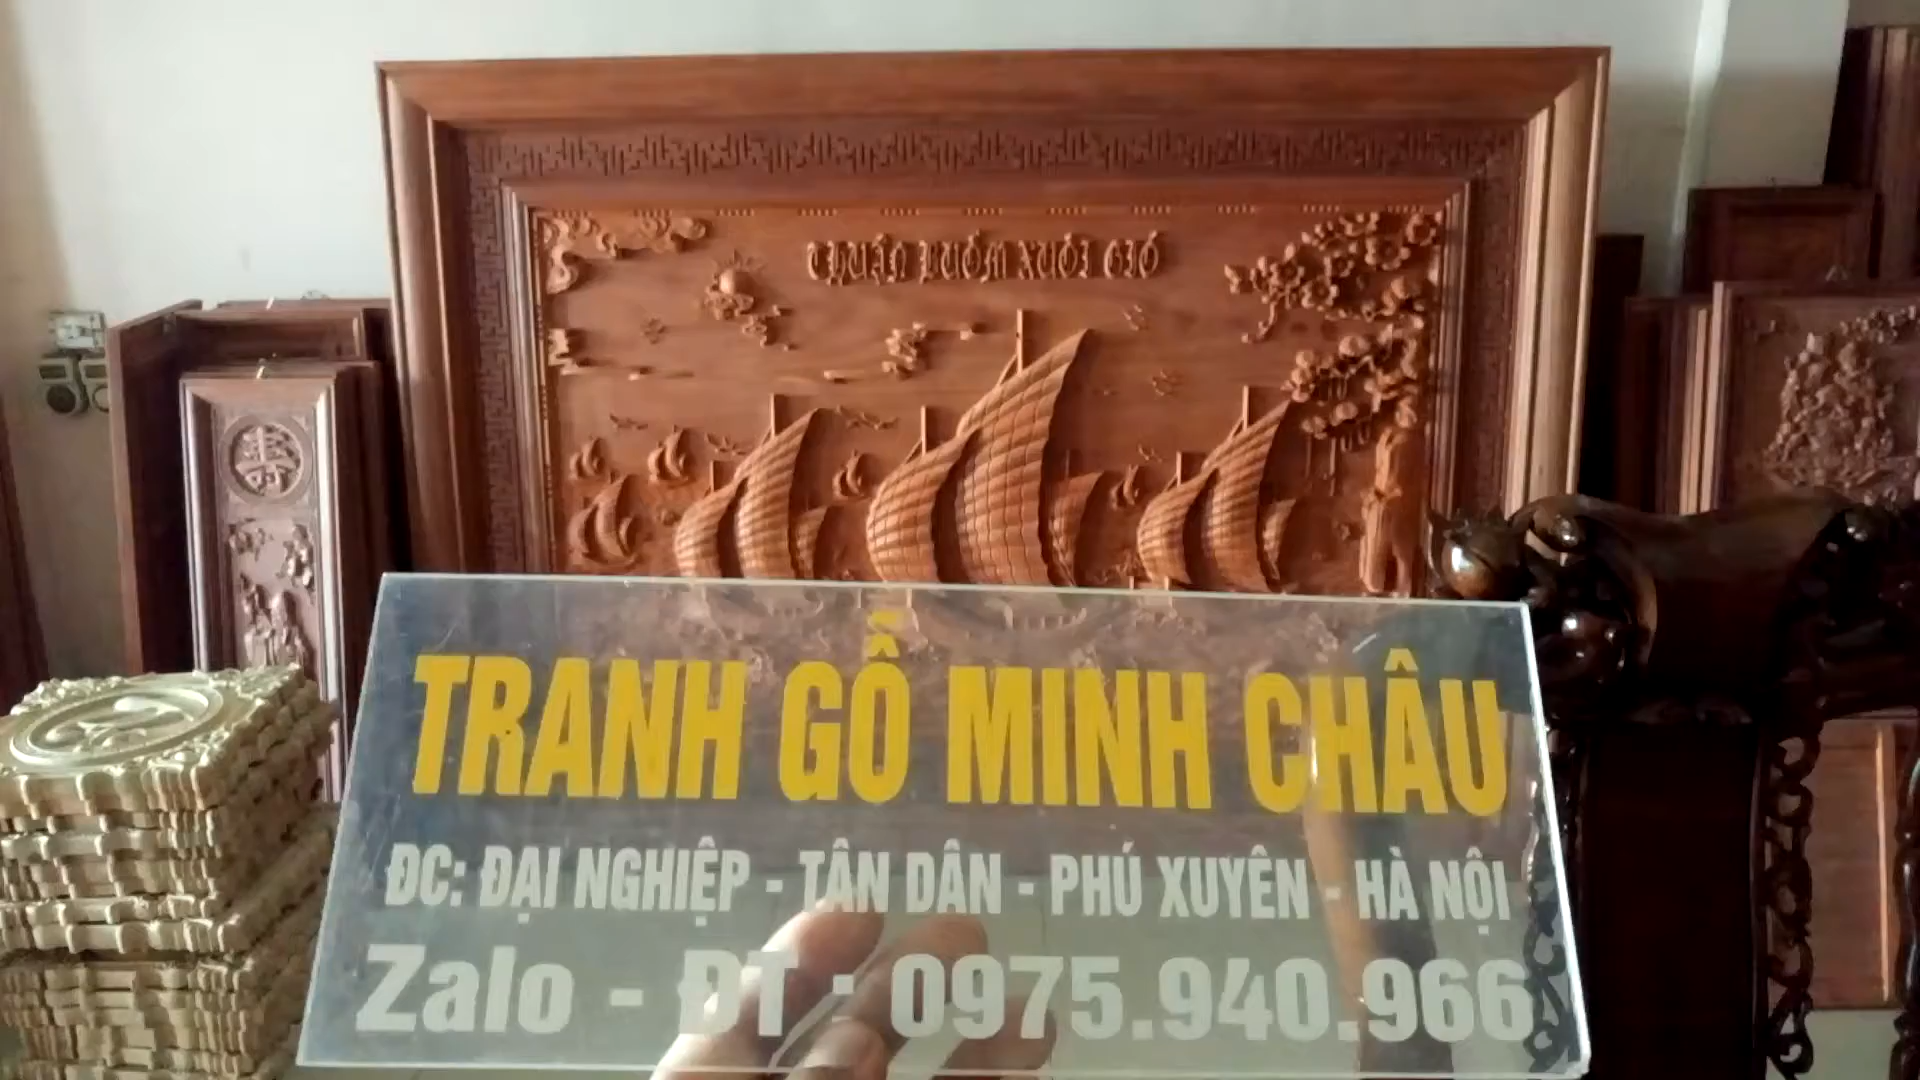 THUẬN BUỒM XUÔI GIÓ
壽
TRANH GỖ MINH CHÂU
ĐC: ĐẠI NGHIỆP - TÂN DÂN - PHÚ XUYÊN - HÀ NỘI
Zalo - ĐT : 0975.940.966